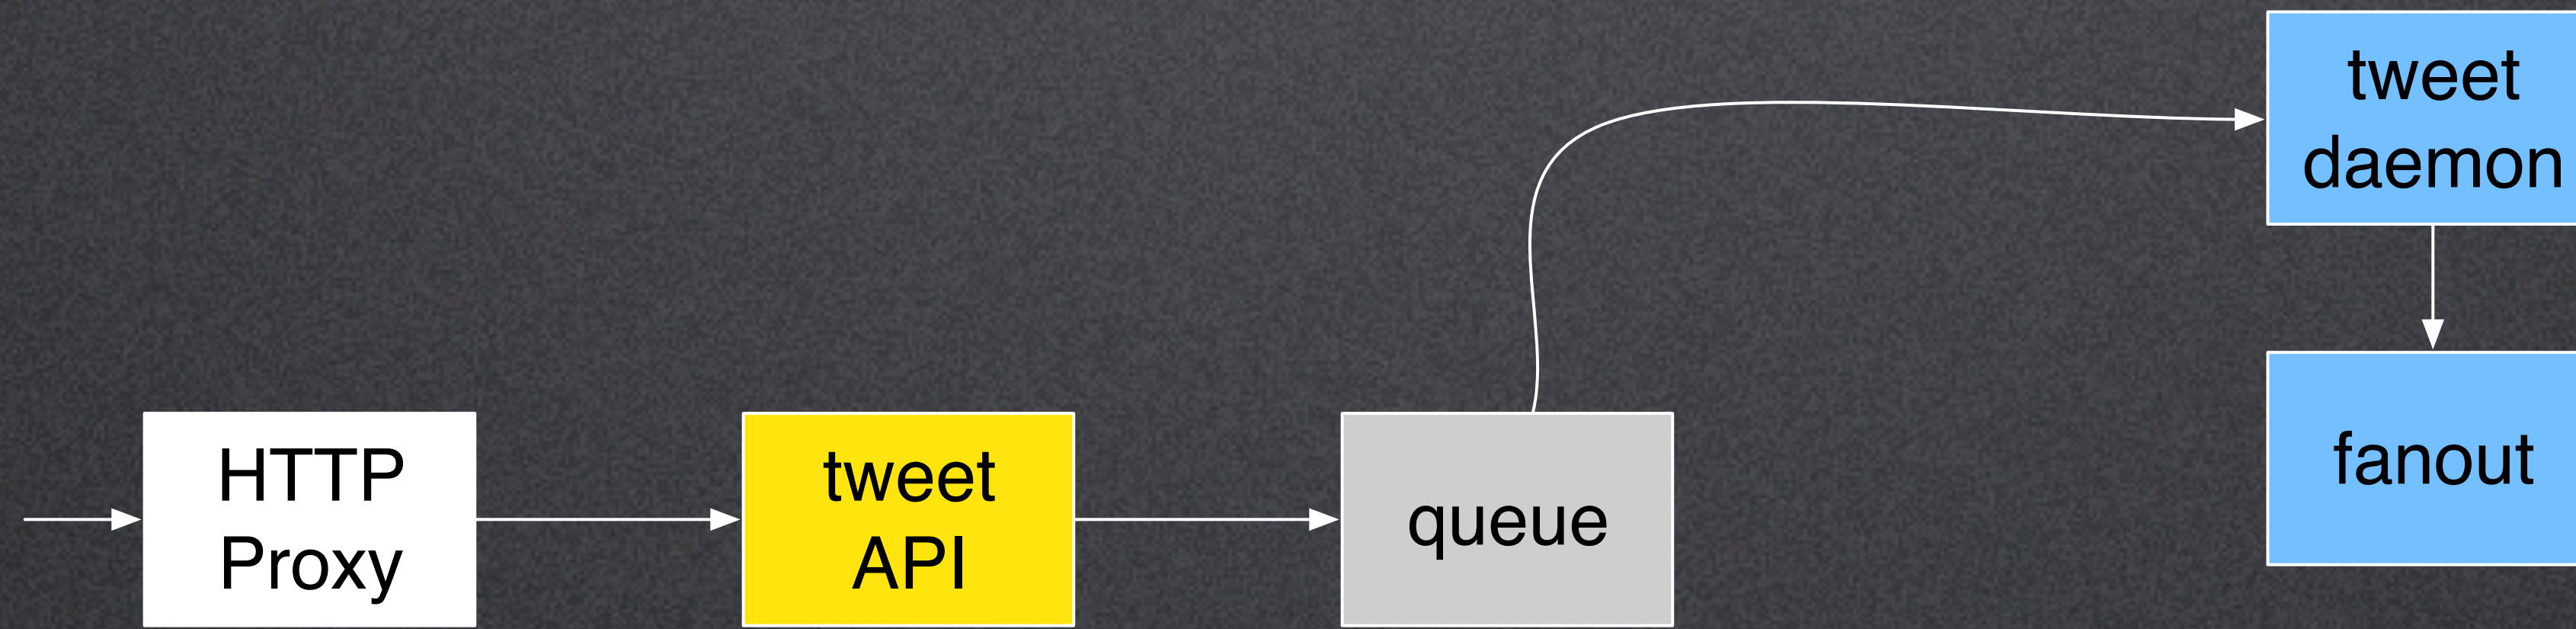 HTTP
Proxy
tweet
API
queue
tweet
daemon
fanout